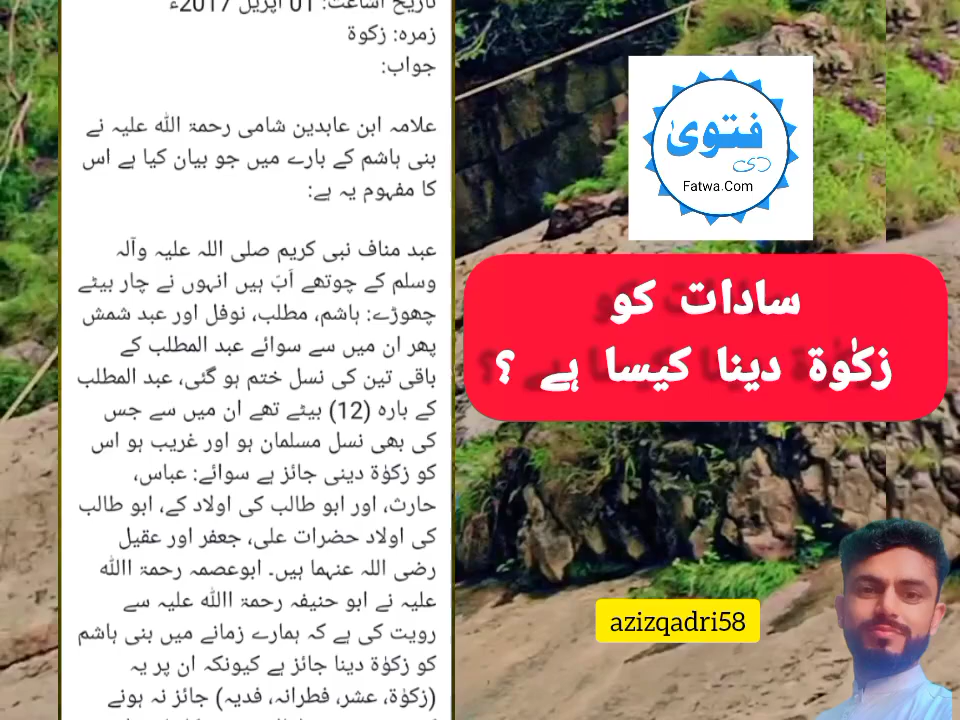 تاریخ اشاعت: 01 اپریل 2017ء
زمرہ: زکوۃ
جواب:
علامہ ابن عابدین شامی رحمۃ اللہ علیہ نے
بنی ہاشم کے بارے میں جو بیان کیا ہے اس
کا مفہوم یہ ہے:
عبد مناف نبی کریم صلی اللہ علیہ وآلہ
وسلم کے چوتھے اَبّ ہیں انہوں نے چار بیٹے
چھوڑے: ہاشم، مطلب، نوفل اور عبد شمش
پھر ان میں سے سوائے عبد المطلب کے
باقی تین کی نسل ختم ہو گئی، عبد المطلب
کے بارہ (12) بیٹے تھے ان میں سے جس
کی بھی نسل مسلمان ہو اور غریب ہو اس
کو زکوٰۃ دینی جائز ہے سوائے: عباس،
حارث، اور ابو طالب کی اولاد کے، ابو طالب
کی اولاد حضرات علی، جعفر اور عقیل
رضی اللہ عنہما ہیں۔ ابوعصمہ رحمۃ اﷲ
علیہ نے ابو حنیفہ رحمۃ اﷲ علیہ سے
رویت کی ہے کہ ہمارے زمانے میں بنی ہاشم
کو زکوٰۃ دینا جائز ہے کیونکہ ان پر یہ
(زکوٰۃ، عشر، فطرانہ، فدیہ) جائز نہ ہونے
فتویٰ
دی
Fatwa.Com
سادات کو
زکوٰۃ دینا کیسا ہے ؟
azizqadri58